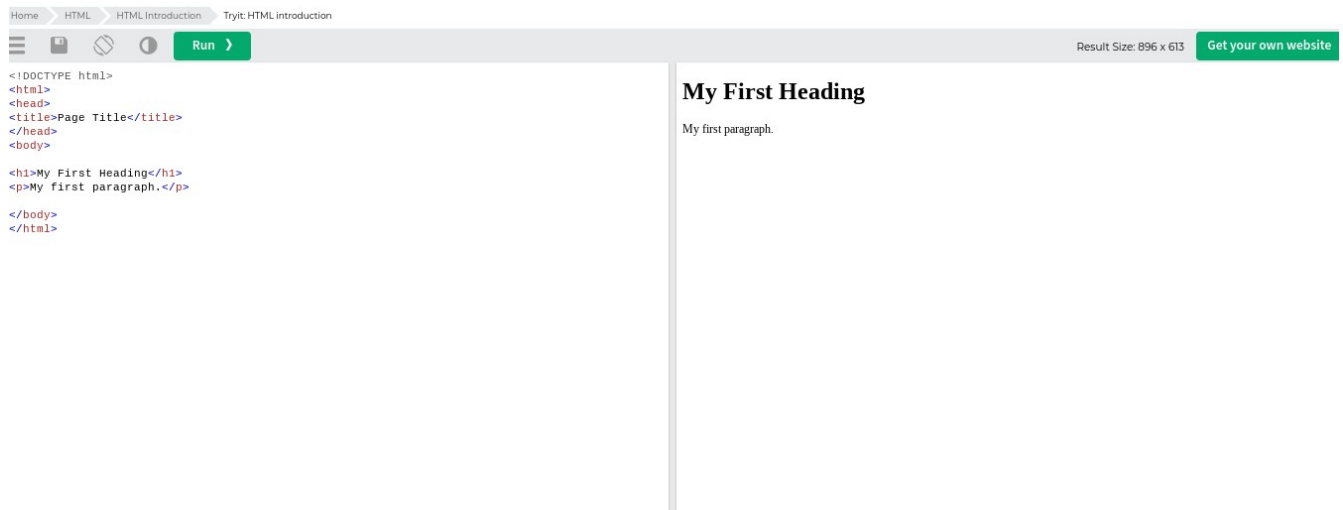 Home HTML HTML Introduction Tryit: HTML introduction
Run ❯ Result Size: 896 x 613 Get your own website
<!DOCTYPE html>
<html>
<head>
<title>Page Title</title>
</head>
<body>
<h1>My First Heading</h1>
<p>My first paragraph.</p>
</body>
</html>
My First Heading
My first paragraph.